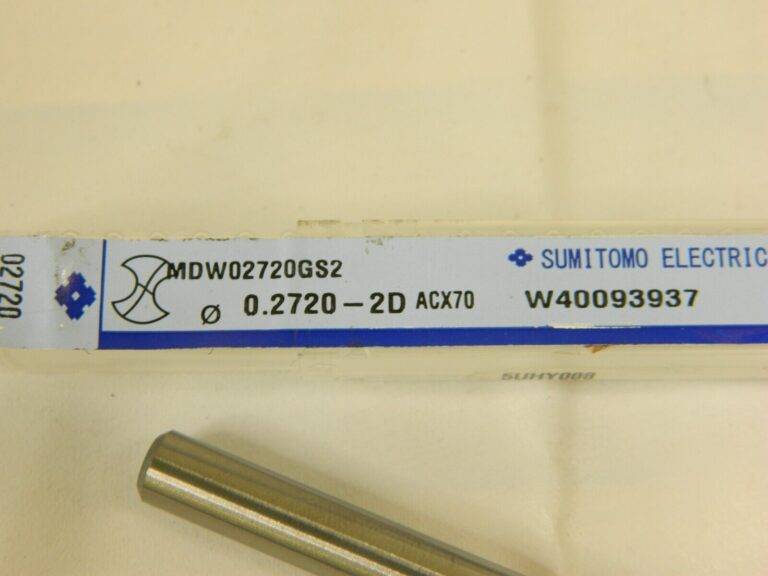 02720
MDW02720GS2
Ø 0.2720-2D ACX70
SUMITOMO ELECTRIC
W40093937
5UHY008